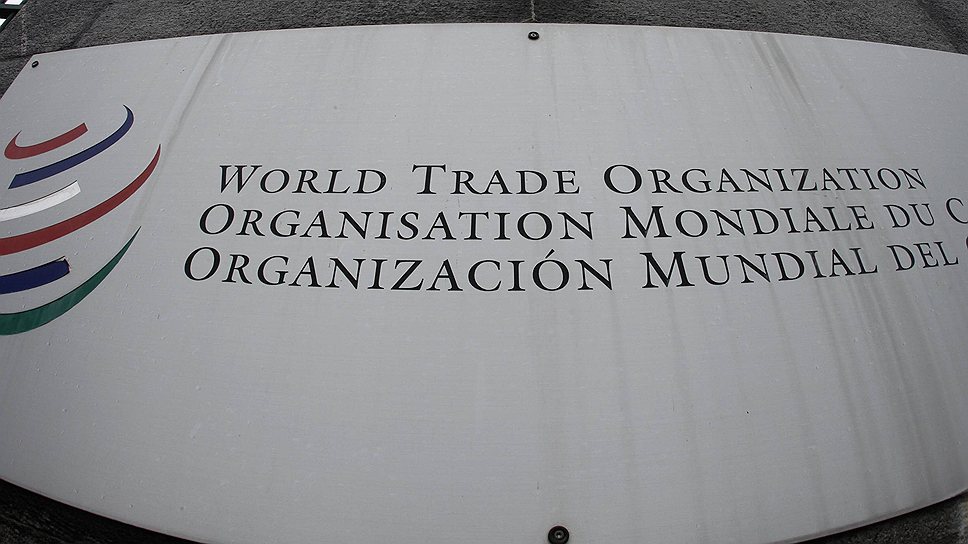 WORLD TRADE ORGANIZATION
ORGANISATION MONDIALE DU
ORGANIZACIÓN MUNDIAL DEL